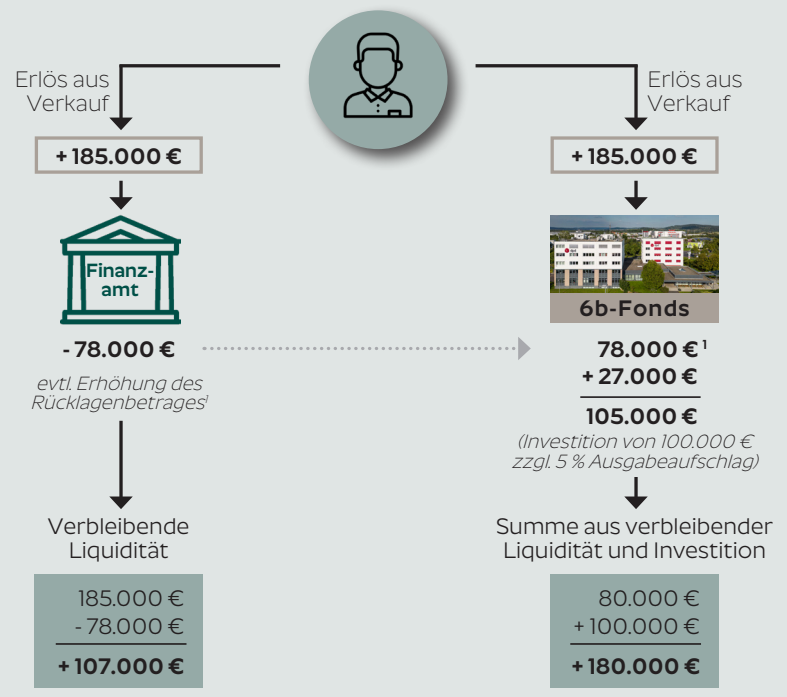 Erlös aus
Verkauf
+ 185.000 €
Finanz-
amt
- 78.000 €
evtl. Erhöhung des
Rücklagenbetrages¹
Verbleibende
Liquidität
185.000 €
- 78.000 €
+ 107.000 €
Erlös aus
Verkauf
+ 185.000 €
6b-Fonds
78.000 € ¹
+ 27.000 €
105.000 €
(Investition von 100.000 €
zzgl. 5 % Ausgabeaufschlag)
Summe aus verbleibender
Liquidität und Investition
80.000 €
+ 100.000 €
+ 180.000 €